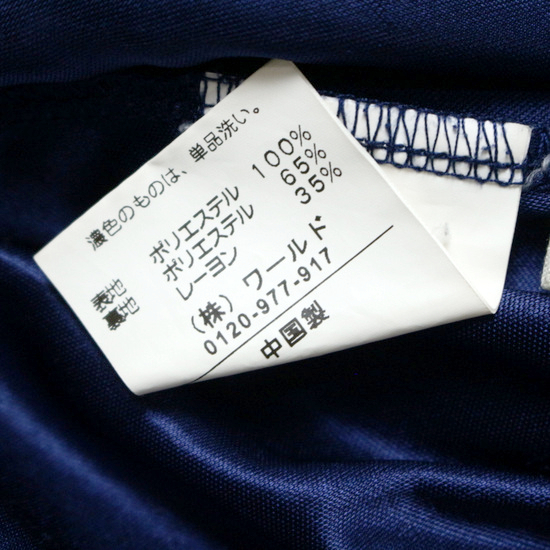 濃色のものは、単品洗い。
表地 ポリエステル 100%
裏地 ポリエステル 65%
レーヨン 35%
(株) ワールド
0120-977-917
中国製